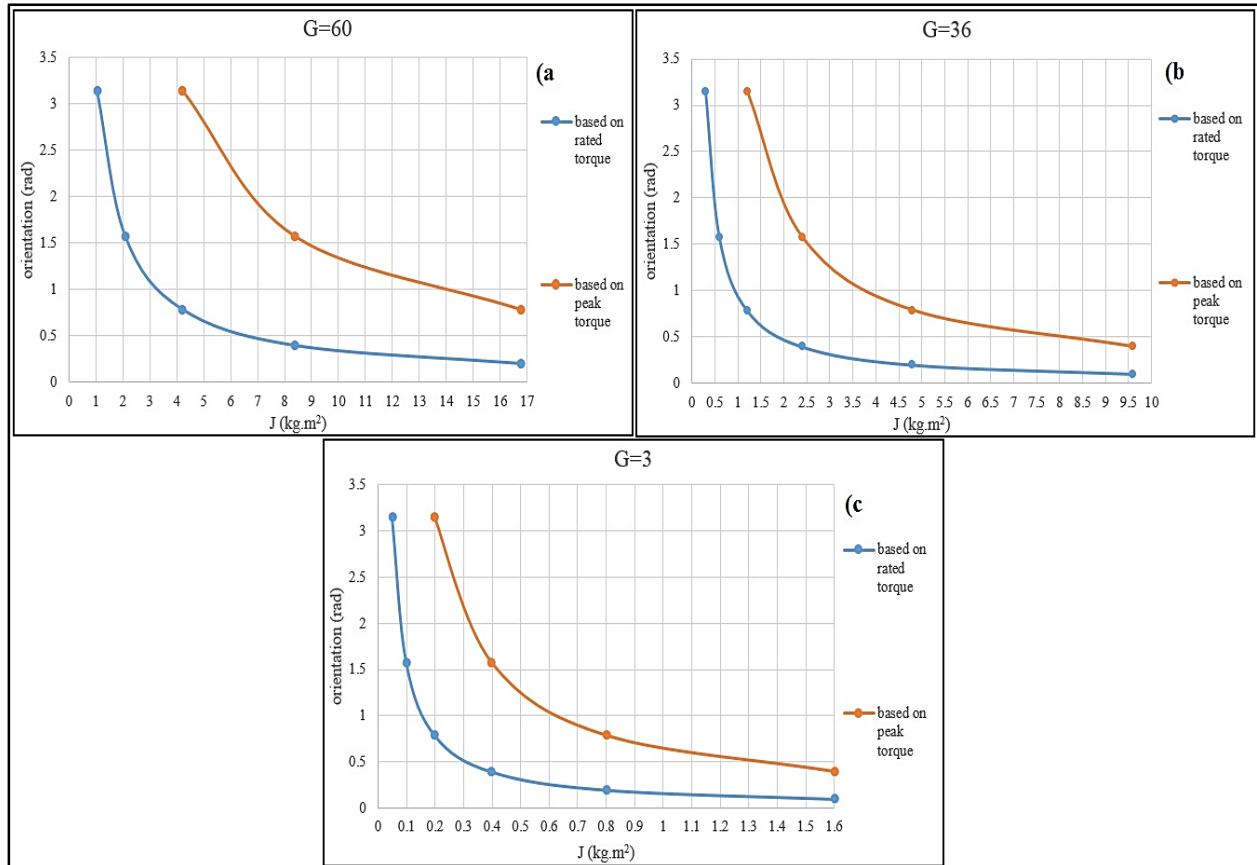 G=60
(a
3.5
3
2.5
2
1.5
1
0.5
0
orientation (rad)
0 1 2 3 4 5 6 7 8 9 10 11 12 13 14 15 16 17
J (kg.m²)
based on
rated
torque
based on
peak
torque
G=36
(b
3.5
3
2.5
2
1.5
1
0.5
0
orientation (rad)
0 0.5 1 1.5 2 2.5 3 3.5 4 4.5 5 5.5 6 6.5 7 7.5 8 8.5 9 9.5 10
J (kg.m²)
based on
rated
torque
based on
peak
torque
G=3
(c
3.5
3
2.5
2
1.5
1
0.5
0
orientation (rad)
0 0.1 0.2 0.3 0.4 0.5 0.6 0.7 0.8 0.9 1 1.1 1.2 1.3 1.4 1.5 1.6
J (kg.m²)
based on
rated
torque
based on
peak
torque